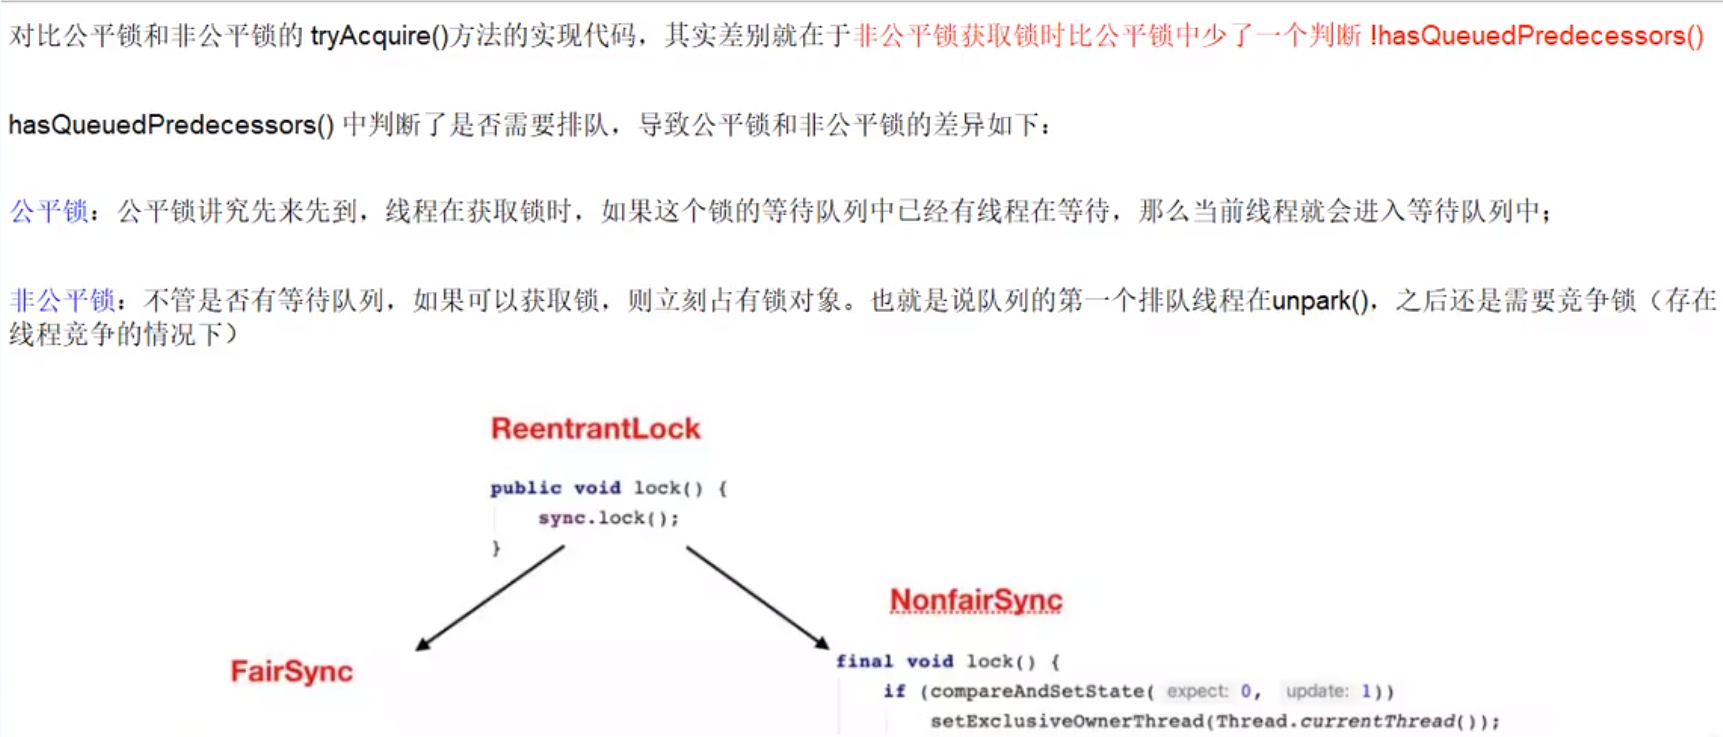 对比公平锁和非公平锁的 tryAcquire()方法的实现代码，其实差别就在于非公平锁获取锁时比公平锁中少了一个判断 !hasQueuedPredecessors()
hasQueuedPredecessors() 中判断了是否需要排队，导致公平锁和非公平锁的差异如下：
公平锁：公平锁讲究先来先到，线程在获取锁时，如果这个锁的等待队列中已经有线程在等待，那么当前线程就会进入等待队列中；
非公平锁：不管是否有等待队列，如果可以获取锁，则立刻占有锁对象。也就是说队列的第一个排队线程在unpark()，之后还是需要竞争锁（存在
线程竞争的情况下）
ReentrantLock
public void lock() {
sync.lock();
}
NonfairSync
FairSync
final void lock() {
if (compareAndSetState( expect: 0, update: 1))
setExclusiveOwnerThread(Thread.currentThread());